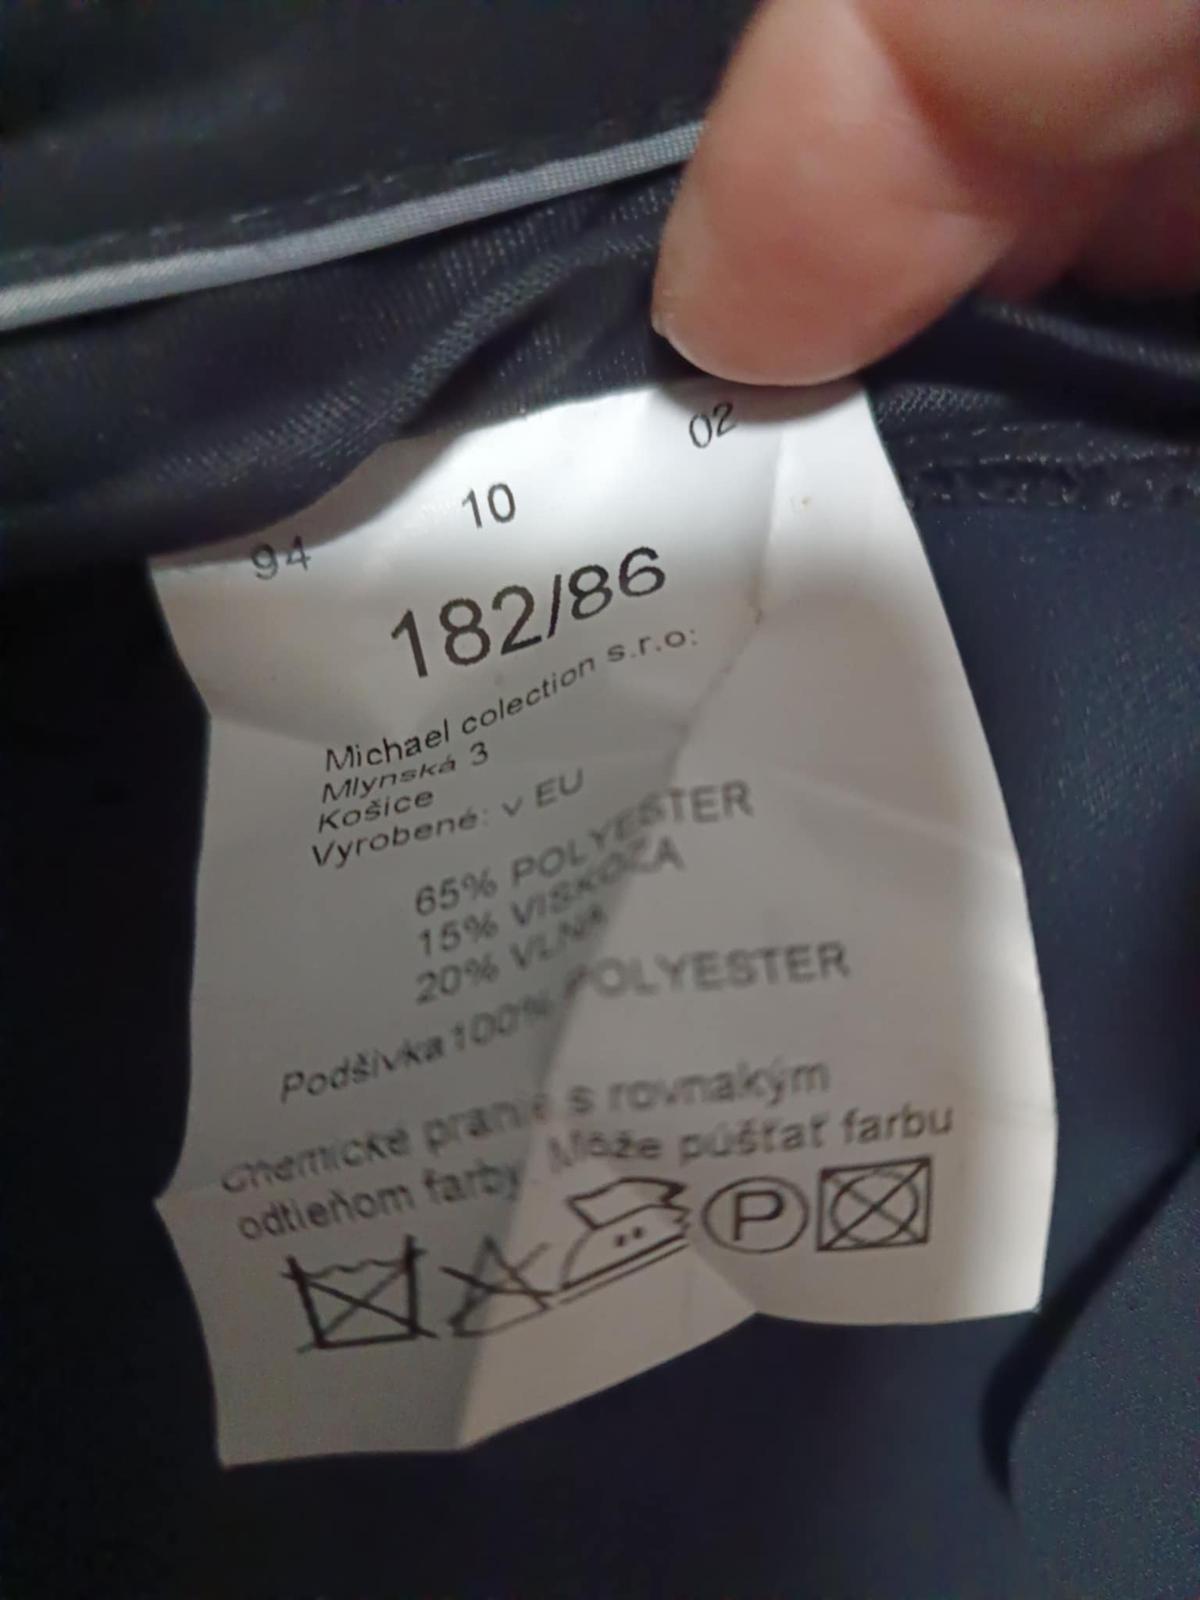 94 10 02
182/86
Michael colection s.r.o:
Mlynská 3
Košice
Vyrobené: v EU
65% POLYESTER
15% VISKOZA
20% VLNA
Podšívka 100% POLYESTER
Chemické pranie s rovnakým
odtieňom farby. Môže púšťať farbu
P